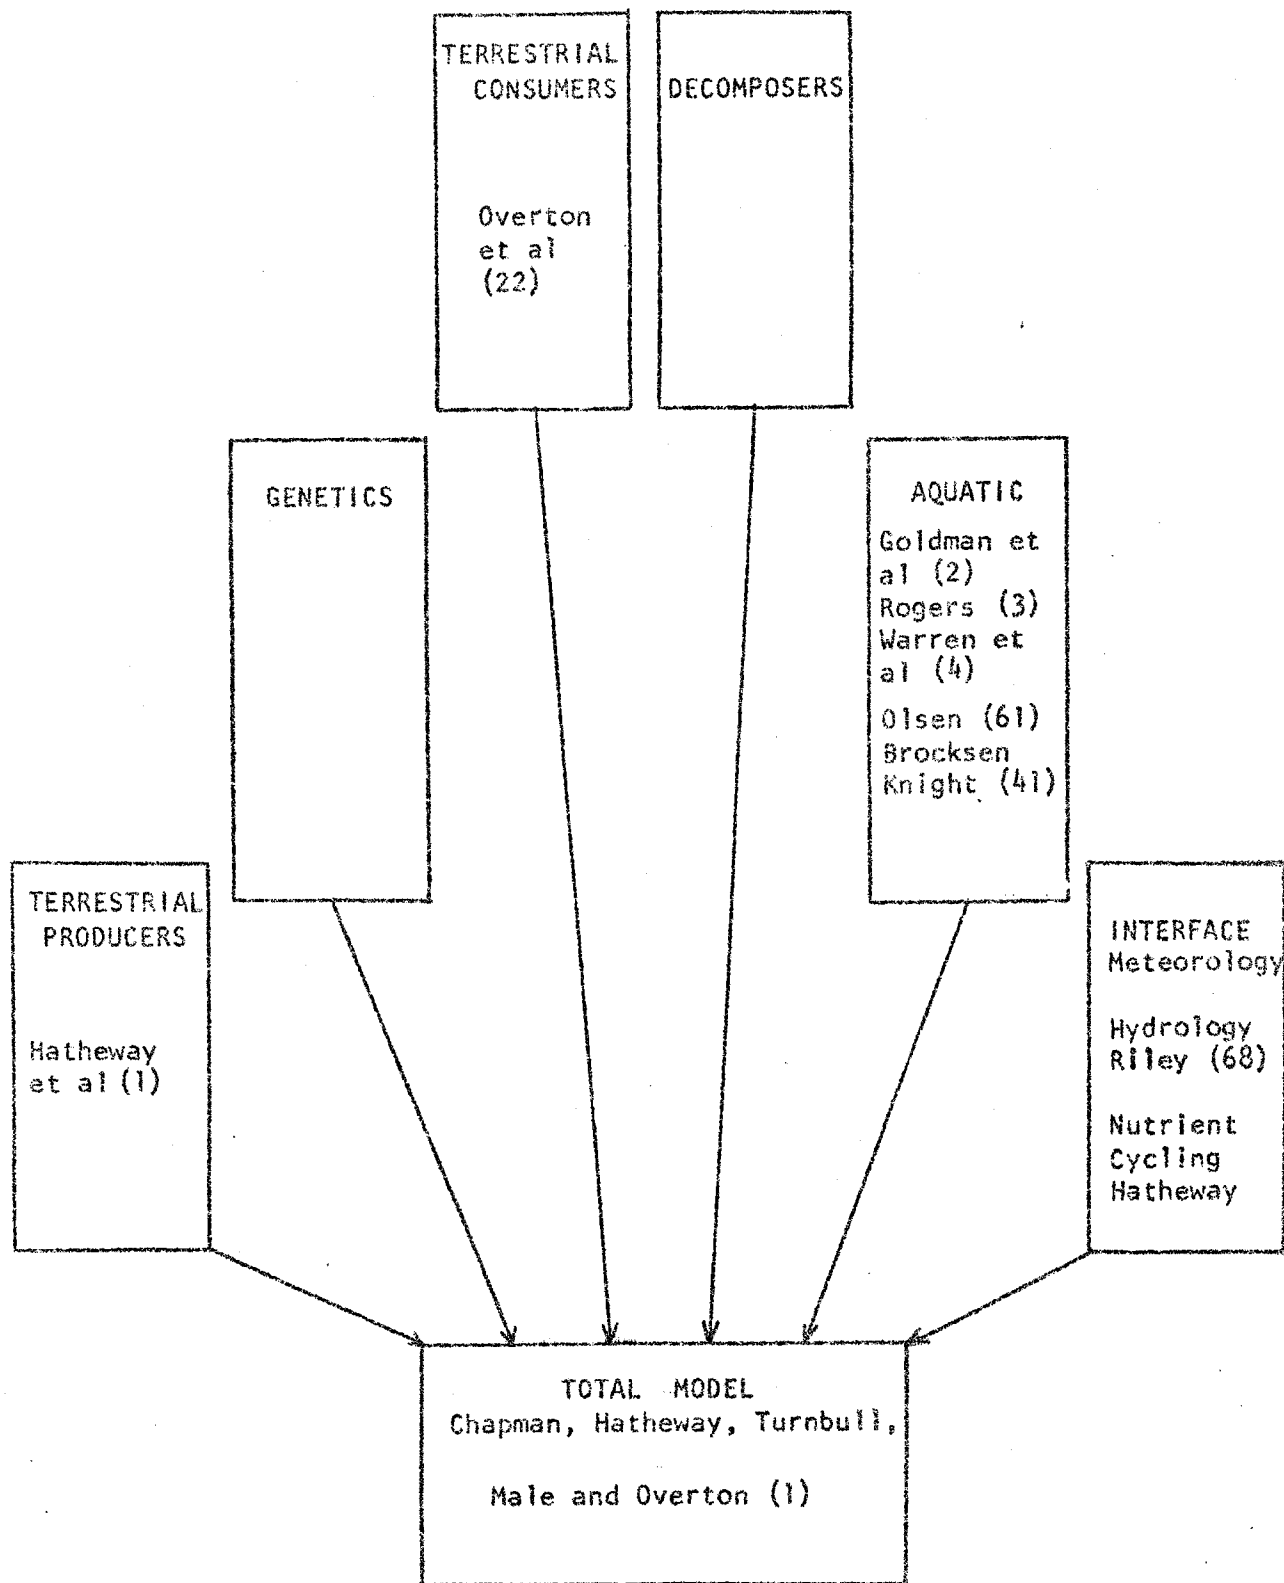 TERRESTRIAL
CONSUMERS
Overton
et al
(22)
DECOMPOSERS
GENETICS
AQUATIC
Goldman et
al (2)
Rogers (3)
Warren et
al (4)
Olsen (61)
Brocksen
Knight (41)
TERRESTRIAL
PRODUCERS
Hatheway
et al (1)
INTERFACE
Meteorology
Hydrology
Riley (68)
Nutrient
Cycling
Hatheway
TOTAL MODEL
Chapman, Hatheway, Turnbull,
Male and Overton (1)